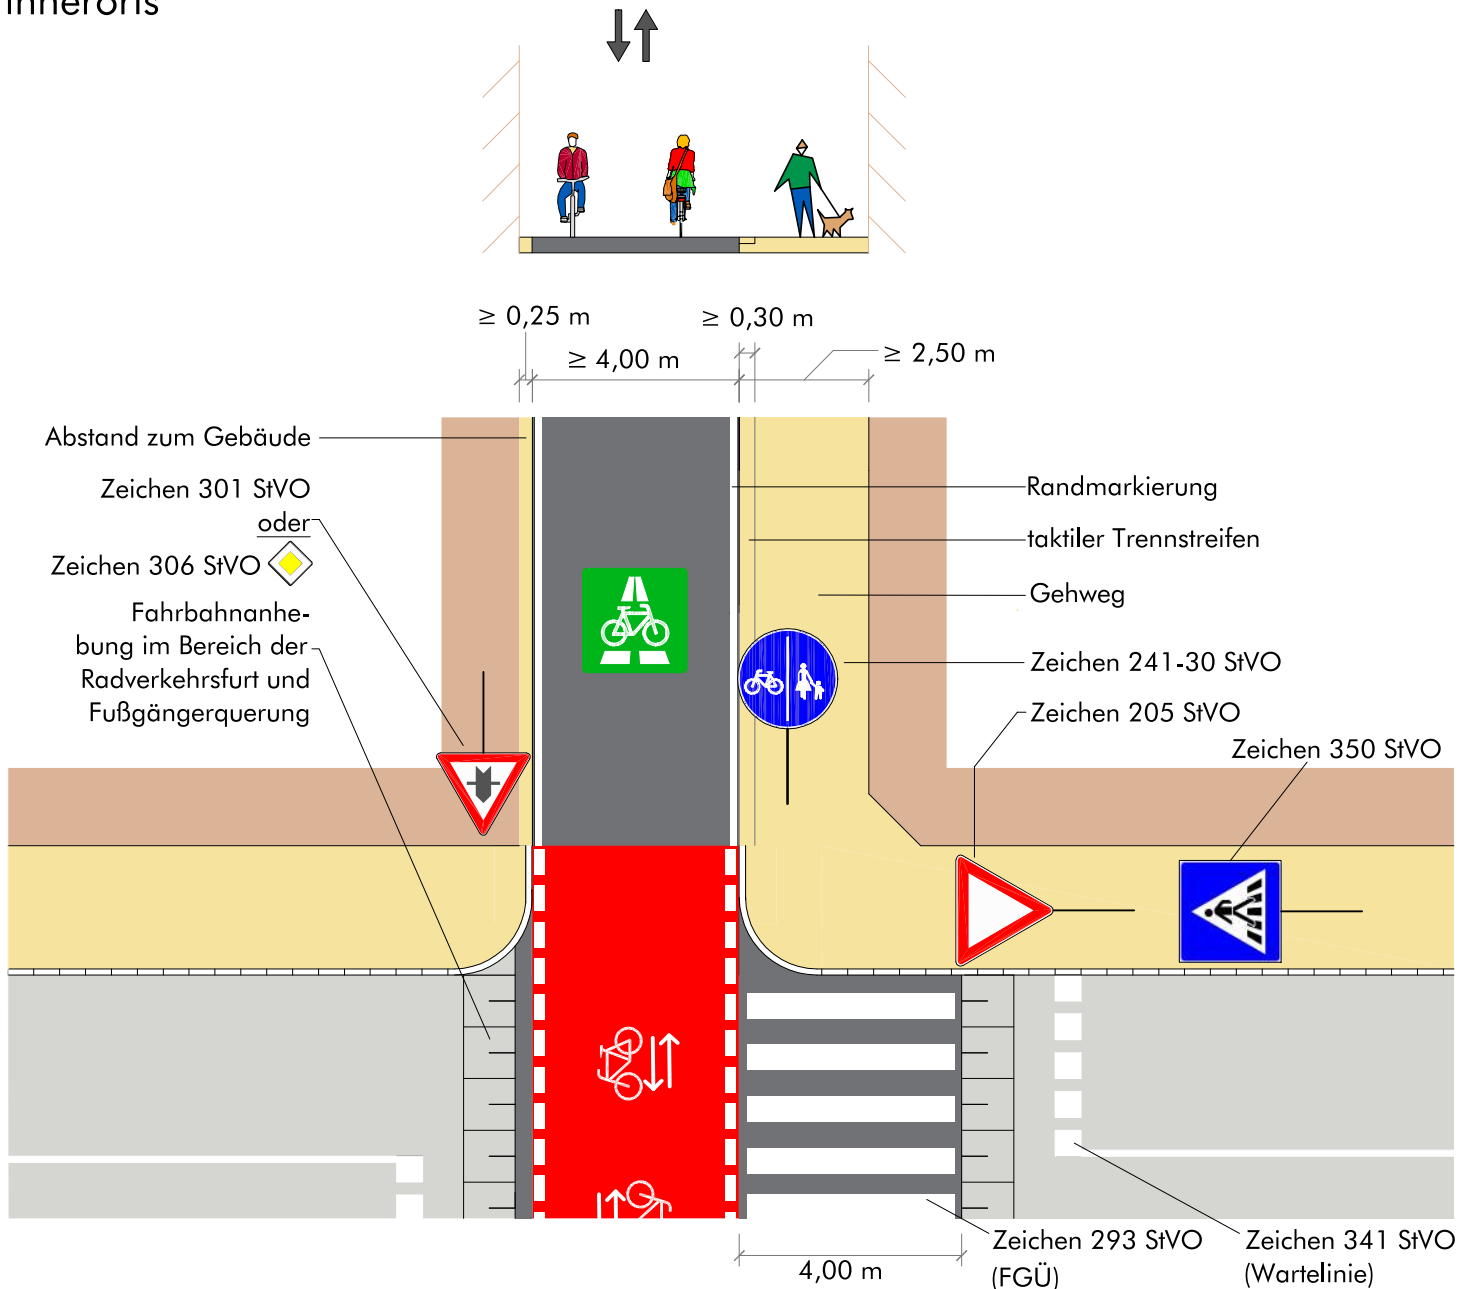 innerorts
≥ 0,25 m
≥ 0,30 m
≥ 4,00 m
≥ 2,50 m
Abstand zum Gebäude
Zeichen 301 StVO
oder
Zeichen 306 StVO
Fahrbahnanhe-
bung im Bereich der
Radverkehrsfurt und
Fußgängerquerung
Randmarkierung
taktiler Trennstreifen
Gehweg
Zeichen 241-30 StVO
Zeichen 205 StVO
Zeichen 350 StVO
4,00 m
Zeichen 293 StVO
(FGÜ)
Zeichen 341 StVO
(Wartelinie)